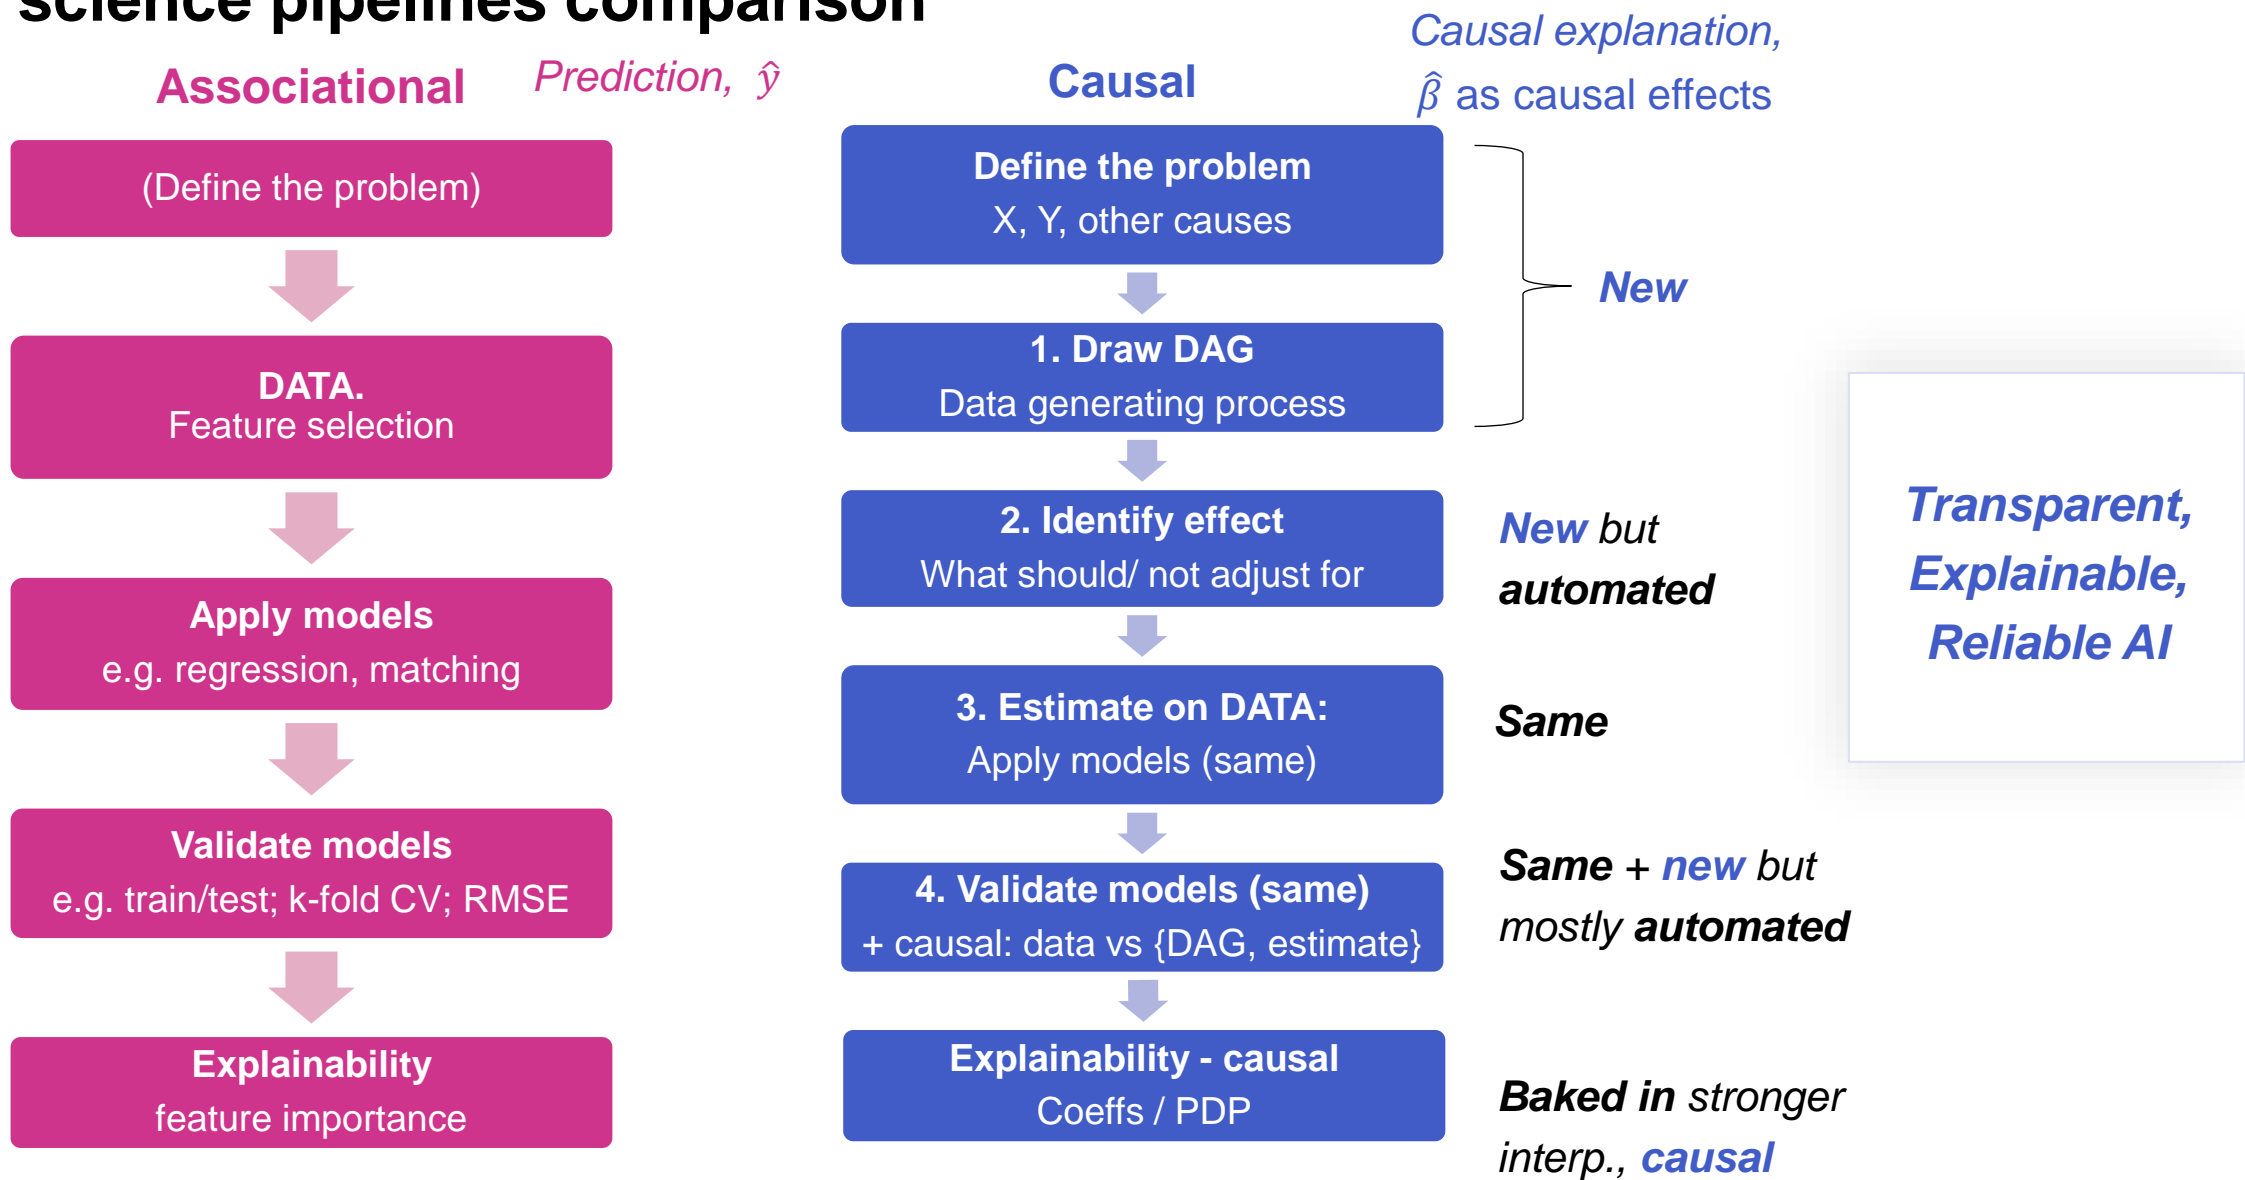 science pipelines comparison
Associational
Prediction, ŷ
(Define the problem)
DATA.
Feature selection
Apply models
e.g. regression, matching
Validate models
e.g. train/test; k-fold CV; RMSE
Explainability
feature importance
Causal
Causal explanation,
β̂ as causal effects
Define the problem
X, Y, other causes
1. Draw DAG
Data generating process
New
2. Identify effect
What should/ not adjust for
New but
automated
3. Estimate on DATA:
Apply models (same)
Same
4. Validate models (same)
+ causal: data vs {DAG, estimate}
Same + new but
mostly automated
Explainability - causal
Coeffs / PDP
Baked in stronger
interp., causal
Transparent,
Explainable,
Reliable AI